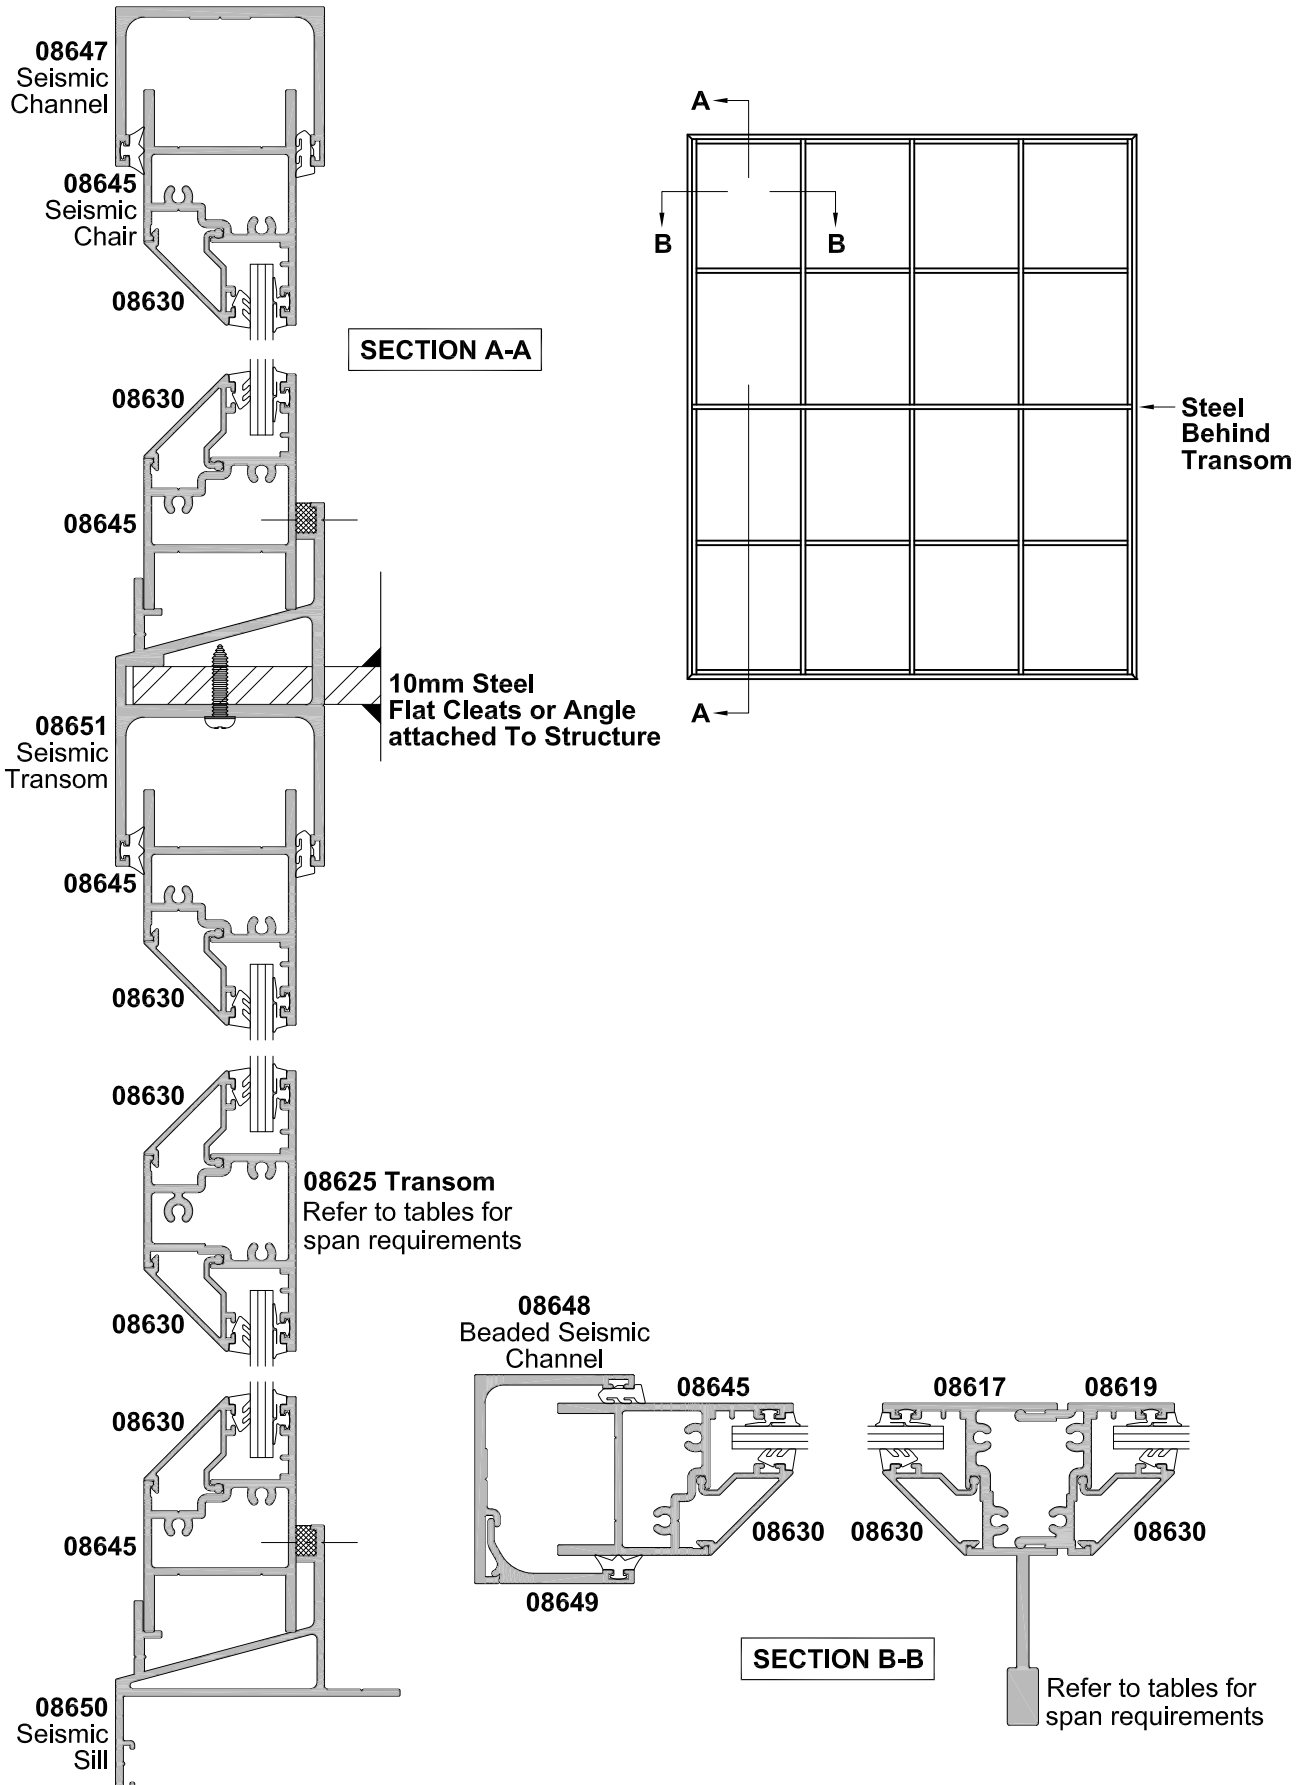 08647
Seismic
Channel
08645
Seismic
Chair
08630
SECTION A-A
08630
08645
10mm Steel
Flat Cleats or Angle
attached To Structure
08651
Seismic
Transom
08645
08630
08630
08625 Transom
Refer to tables for
span requirements
08630
08630
08645
08650
Seismic
Sill
A
B
B
Steel
Behind
Transom
A
08648
Beaded Seismic
Channel
08645
08630
08649
08617
08619
08630
08630
SECTION B-B
Refer to tables for
span requirements